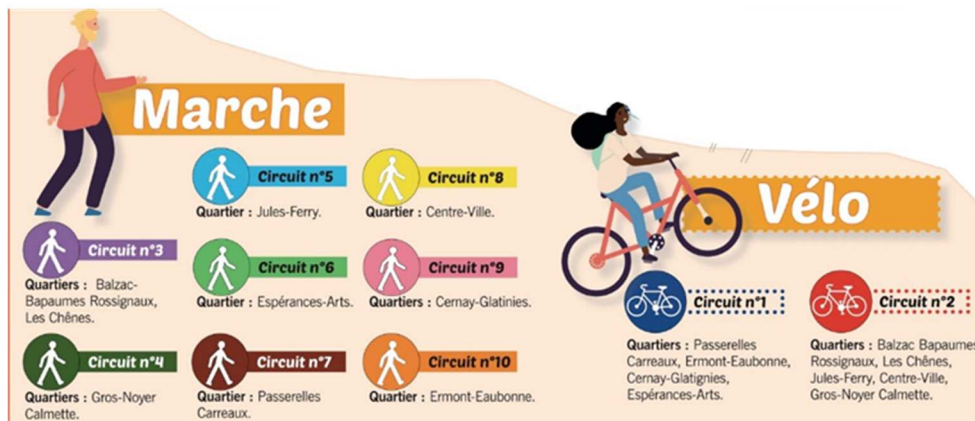 Marche
Circuit n°5
Quartier : Jules-Ferry.
Circuit n°8
Quartier : Centre-Ville.
Circuit n°3
Quartiers : Balzac-
Bapaumes Rossignaux,
Les Chênes.
Circuit n°6
Quartier : Espérances-Arts.
Circuit n°9
Quartiers : Cernay-Glatinies.
Circuit n°4
Quartiers : Gros-Noyer
Calmette.
Circuit n°7
Quartier : Passerelles
Carreaux.
Circuit n°10
Quartier : Ermont-Eaubonne.
Vélo
Circuit n°1
Quartiers : Passerelles
Carreaux, Ermont-Eaubonne,
Cernay-Glatignies,
Espérances-Arts.
Circuit n°2
Quartiers : Balzac Bapaumes
Rossignaux, Les Chênes,
Jules-Ferry, Centre-Ville,
Gros-Noyer Calmette.